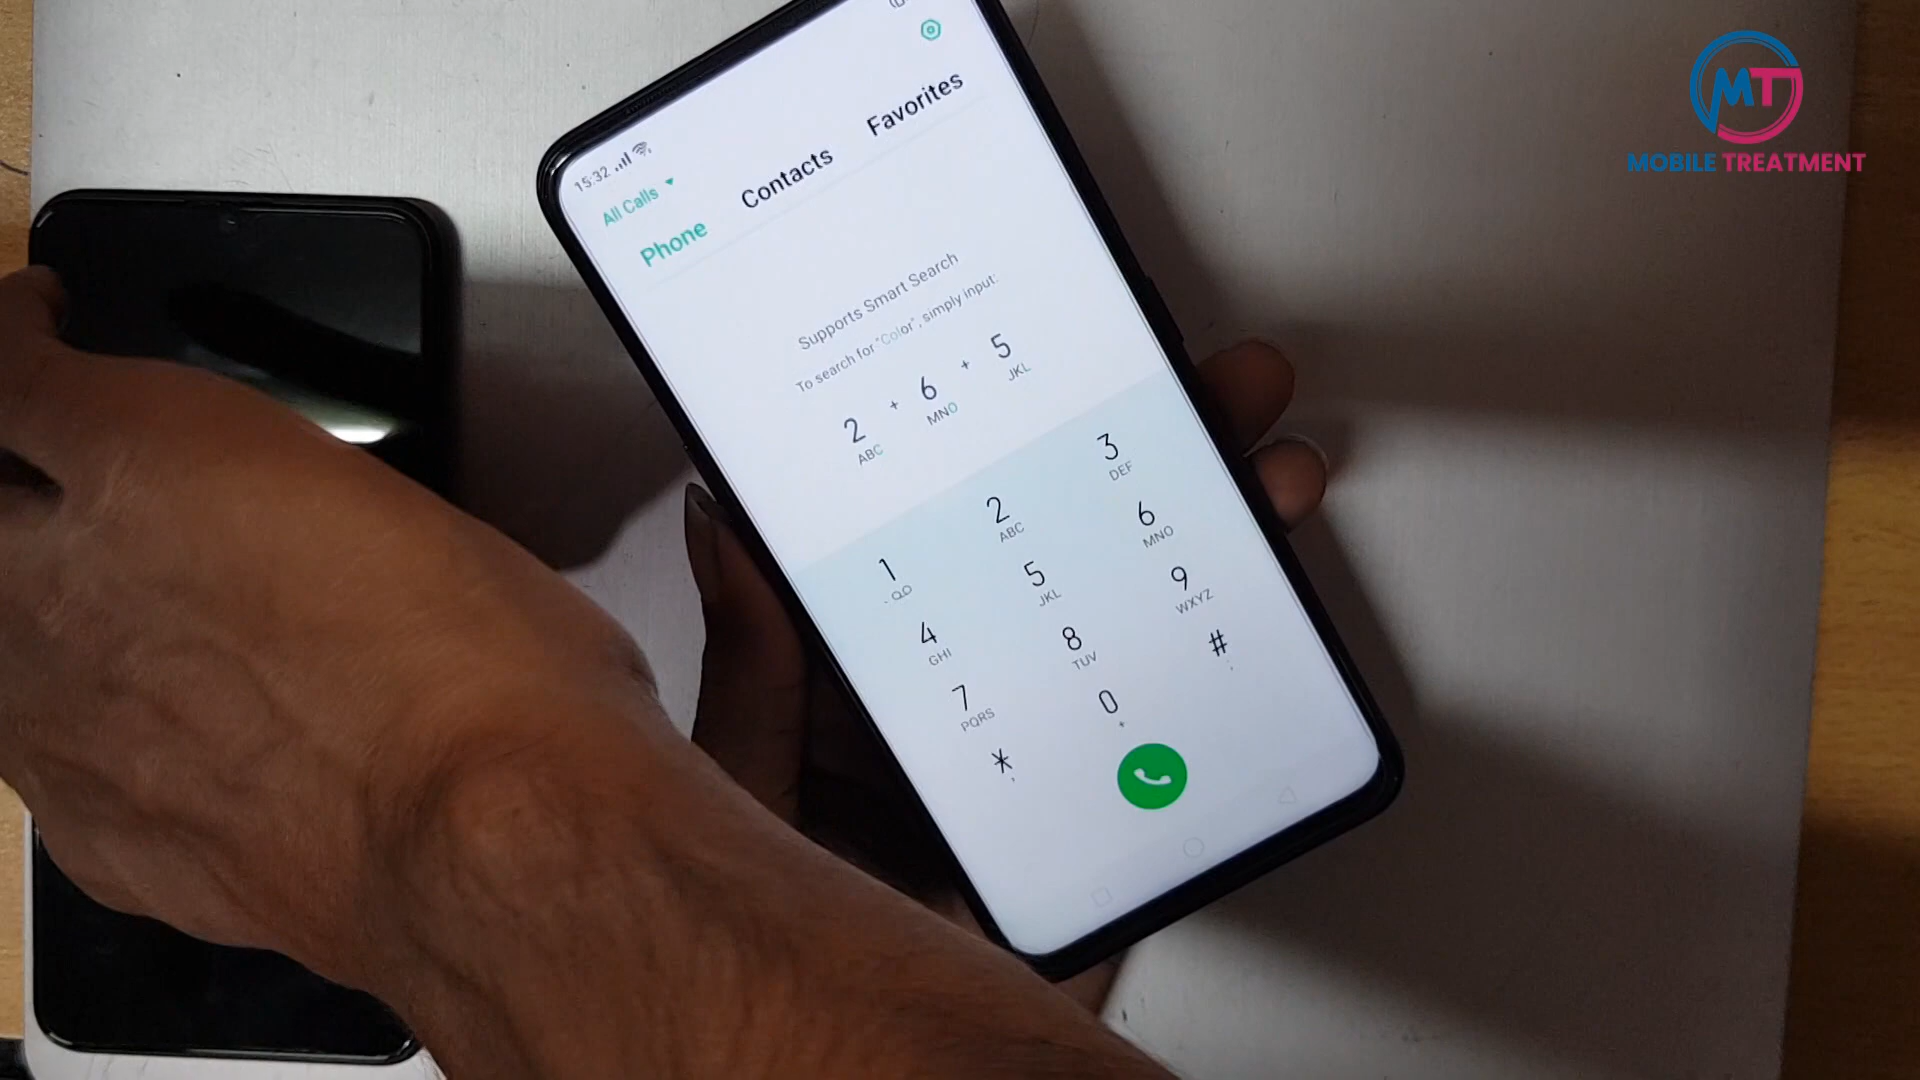 MT
MOBILE TREATMENT
15:32
All Calls
Phone Contacts Favorites
Supports Smart Search
To search for "Color", simply input:
2 + 6 + 5
ABC MNO JKL
1 2 3
ABC DEF
4 5 6
GHI JKL MNO
7 8 9
PQRS TUV WXYZ
* 0 #
, + ;